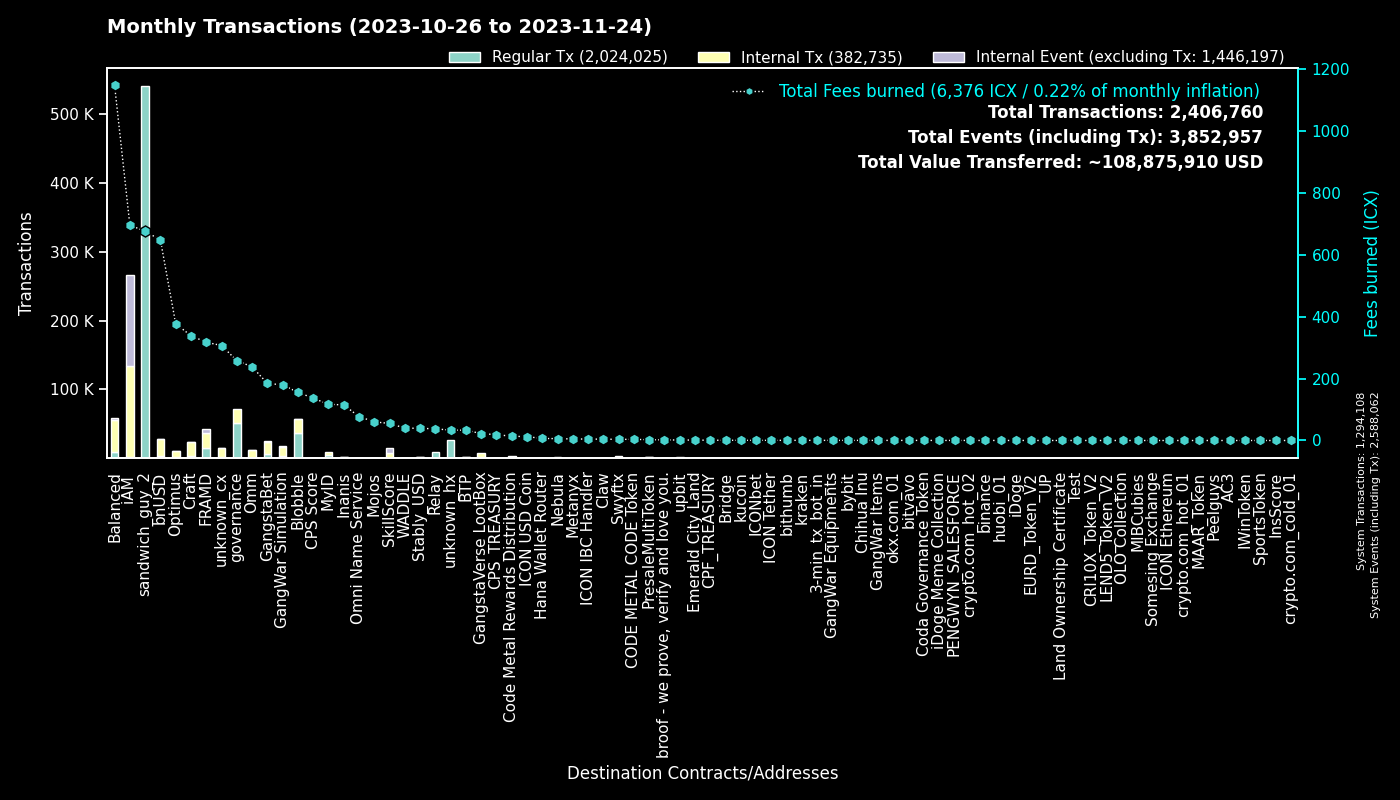 Monthly Transactions (2023-10-26 to 2023-11-24)
Regular Tx (2,024,025)
Internal Tx (382,735)
Internal Event (excluding Tx: 1,446,197)
Total Fees burned (6,376 ICX / 0.22% of monthly inflation)
Total Transactions: 2,406,760
Total Events (including Tx): 3,852,957
Total Value Transferred: ~108,875,910 USD
Transactions
500 K
400 K
300 K
200 K
100 K
1200
1000
800
600
400
200
0
Fees burned (ICX)
System Transactions: 1,294,108
System Events (including Tx): 2,588,062
Balanced
IAM
sandwich_guy_2
bnUSD
Optimus
Craft
FRAMD
unknown_cx
governance
Omm
GangstaBet
GangWar Simulation
Blobble
CPS Score
MyID
Inanis
Omni Name Service
Mojos
SkillScore
WADDLE
Stably_USD
Relay
unknown_hx
BTP
GangstaVerse LootBox
CPS_TREASURY
Code Metal Rewards Distribution
ICON USD Coin
Hana Wallet Router
Nebula
Metanyx
ICON IBC Handler
Claw
Swyftx
CODE METAL CODE Token
PresaleMultiToken
broof - we prove, verify and love you.
upbit
Emerald City Land
CPF_TREASURY
Bridge
kucoin
ICONbet
ICON Tether
bithumb
kraken
3-min_tx_bot_in
GangWar Equipments
bybit
Chihua Inu
GangWar Items
okx.com_01
bitvavo
Coda Governance Token
iDoge Meme Collection
PENGWYN_SALESFORCE
crypto.com_hot_02
binance
huobi_01
iDoge
EURD_Token_V2
UP
Land Ownership Certificate
Test
CRI10X_Token_V2
LEND5_Token_V2
OLO Collection
MIBCubies
Somesing Exchange
ICON_Ethereum
crypto.com_hot_01
MAAR_Token
Peelguys
AC3
IWinToken
SportsToken
InsScore
crypto.com_cold_01
Destination Contracts/Addresses